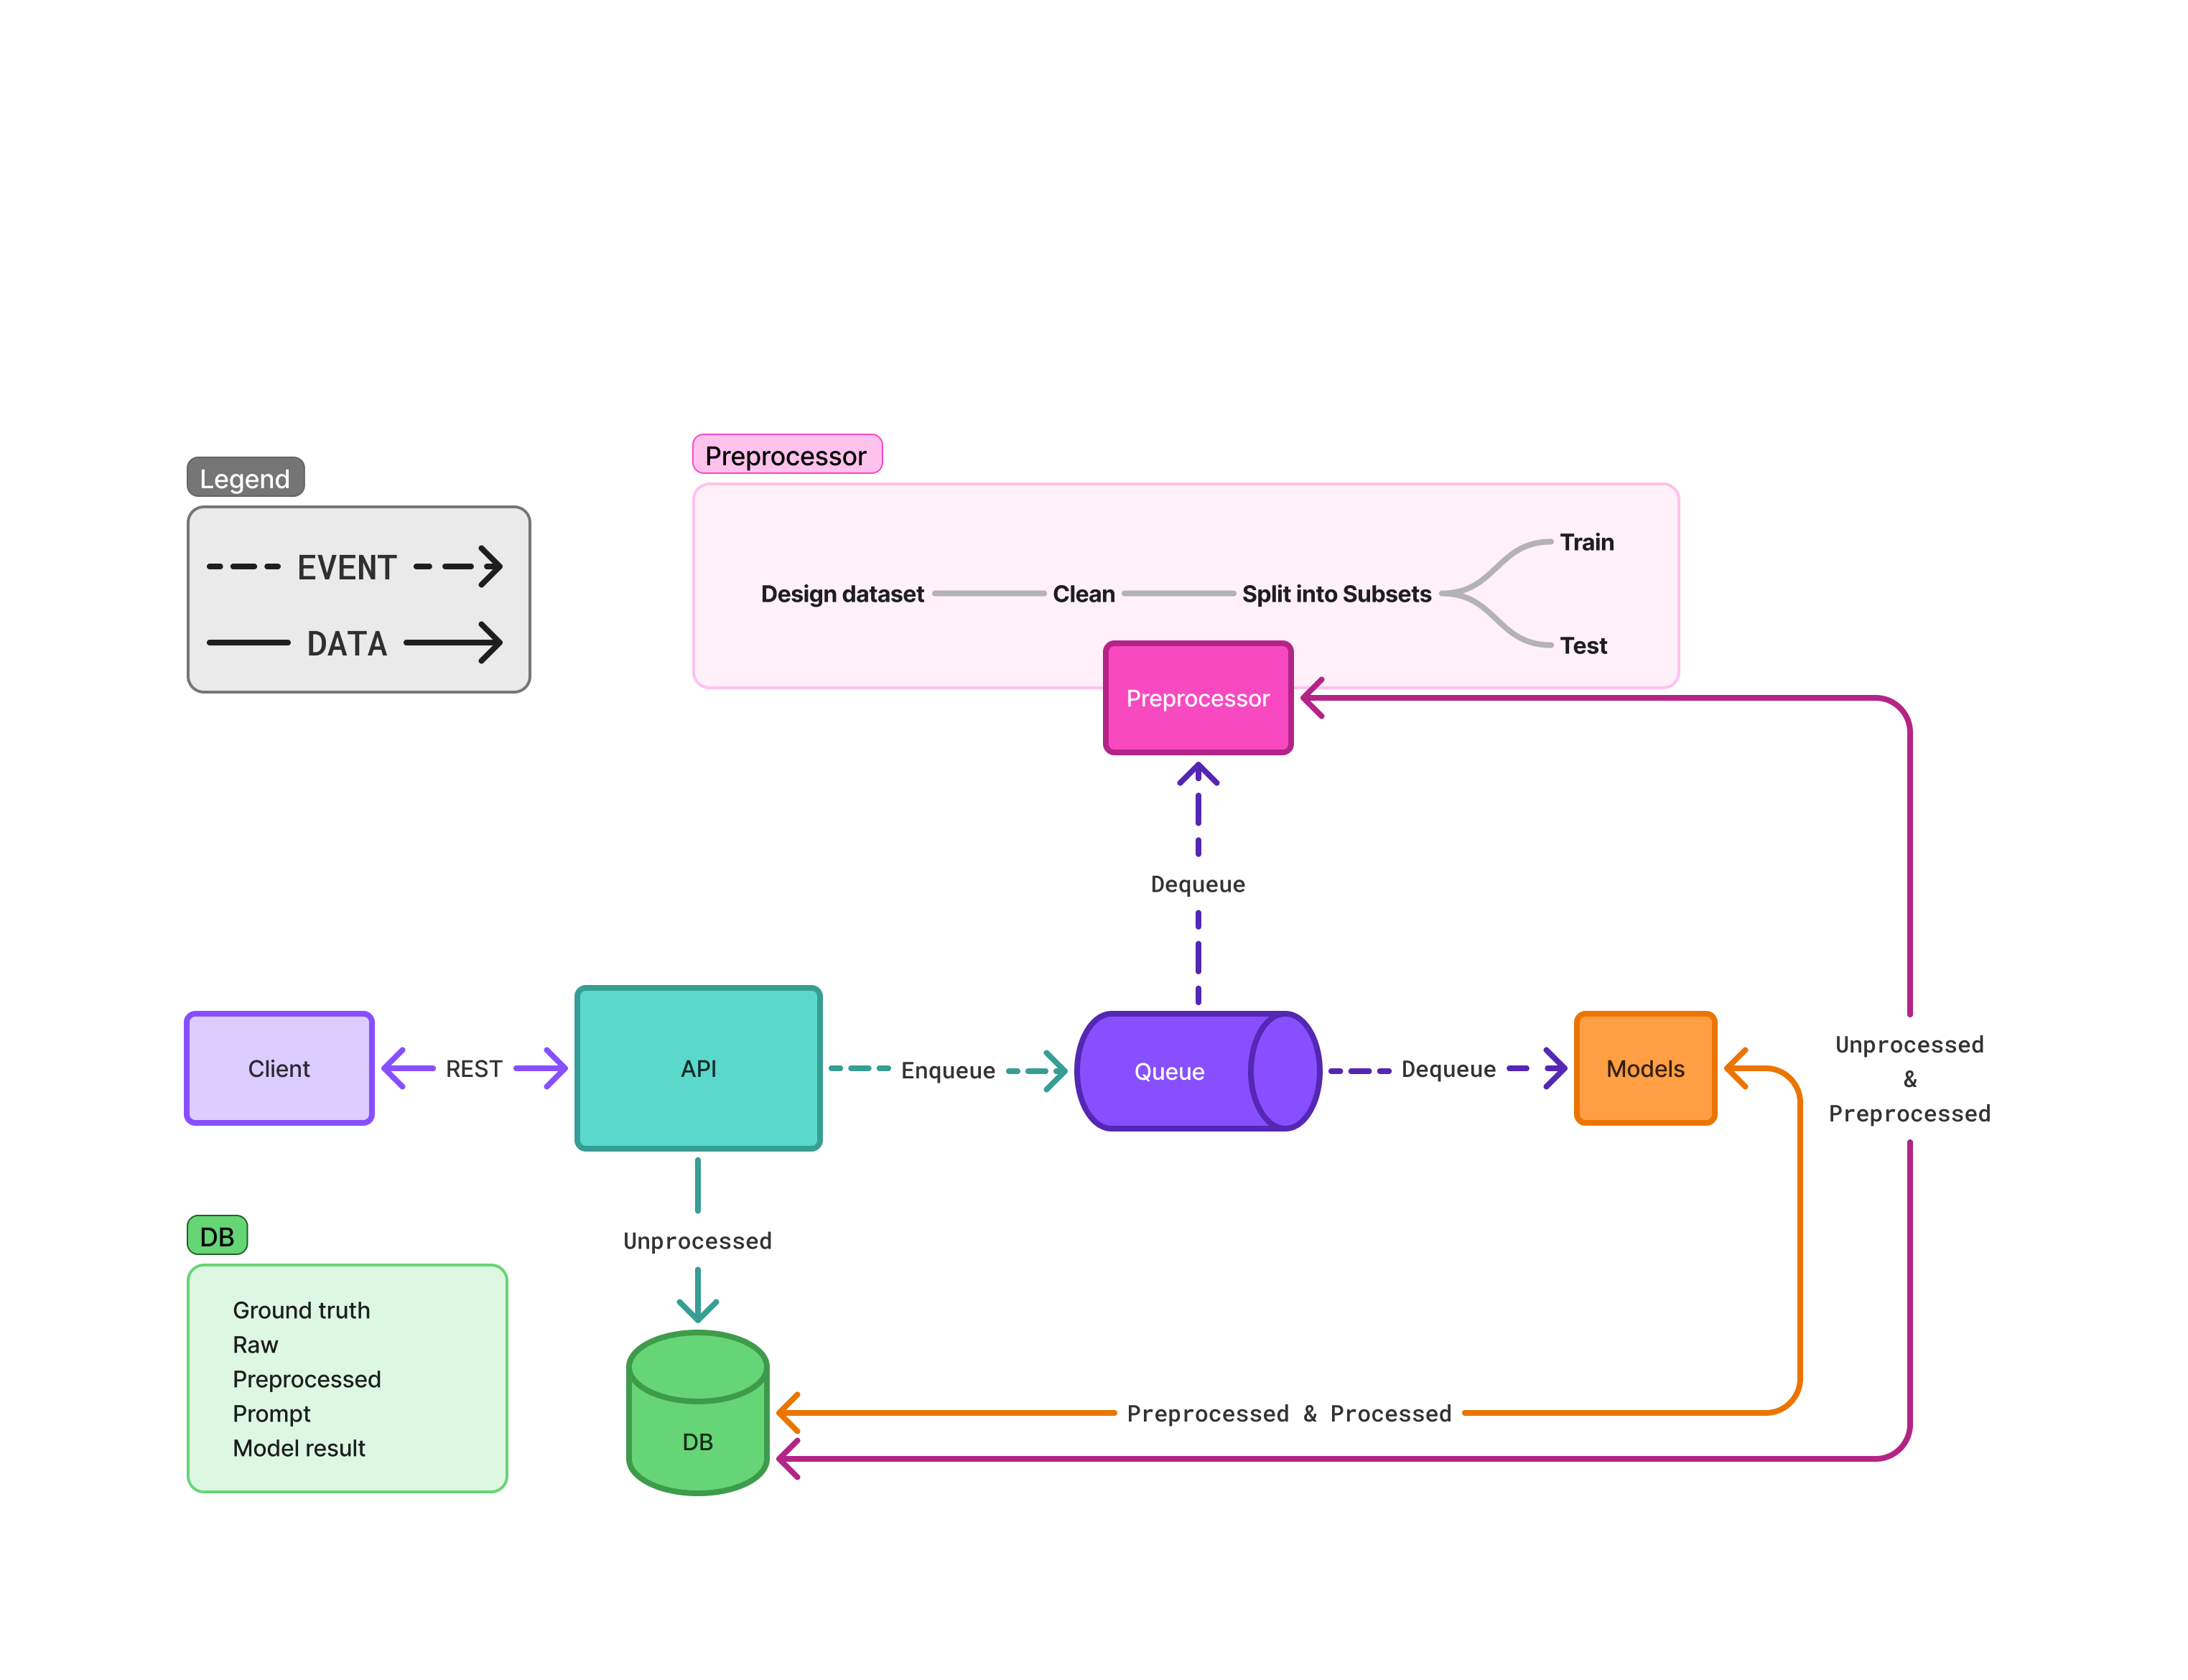 Preprocessor
Legend
EVENT
DATA
Design dataset
Clean
Split into Subsets
Train
Test
Preprocessor
Dequeue
Client
REST
API
Enqueue
Queue
Dequeue
Models
Unprocessed
&
Preprocessed
Unprocessed
DB
Ground truth
Raw
Preprocessed
Prompt
Model result
DB
Preprocessed & Processed